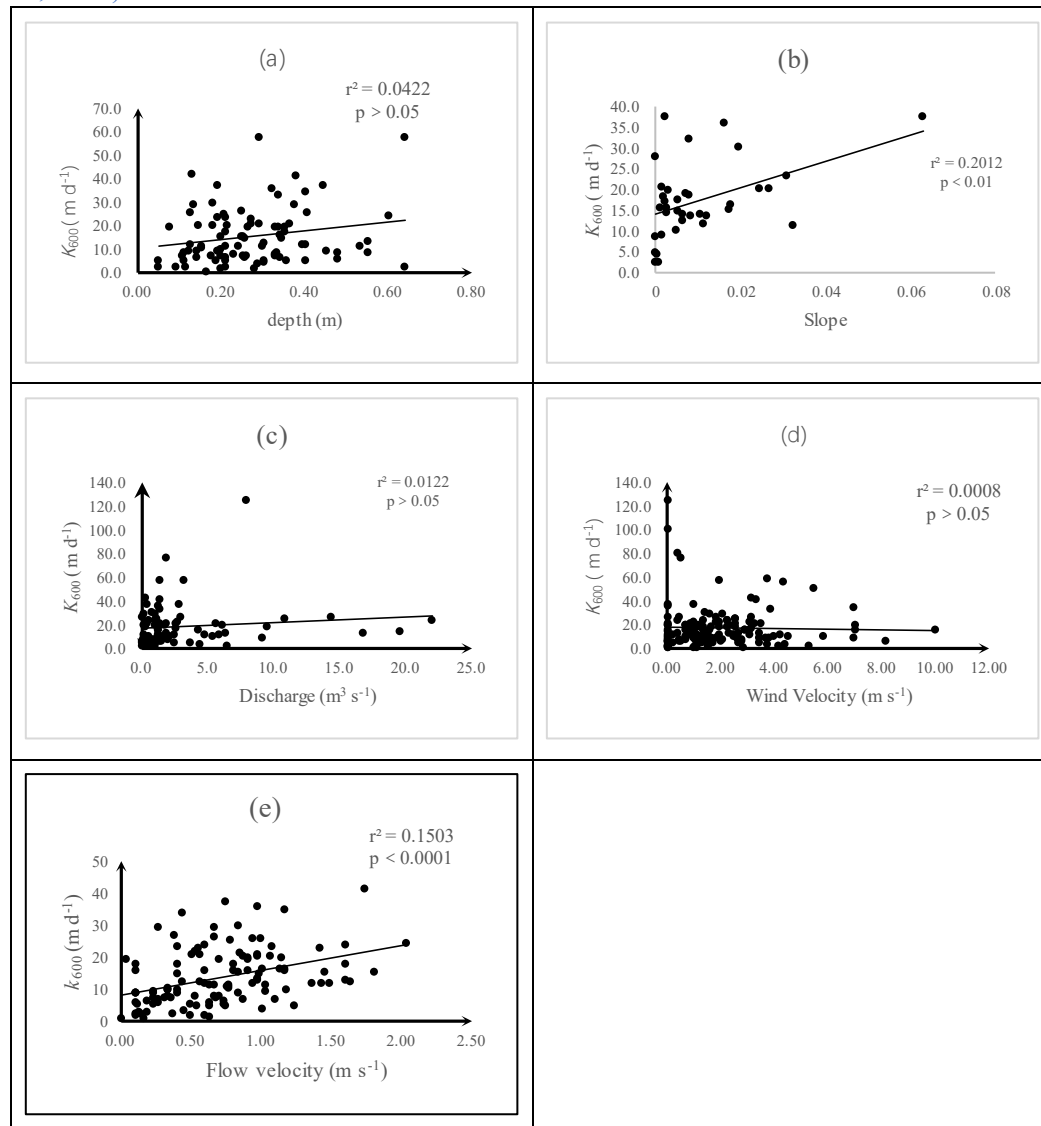 (a)
r² = 0.0422
p > 0.05
K600 ( m d-1)
70.0
60.0
50.0
40.0
30.0
20.0
10.0
0.0
0.00 0.20 0.40 0.60 0.80
depth (m)
(b)
r² = 0.2012
p < 0.01
K600 ( m d-1)
40.0
35.0
30.0
25.0
20.0
15.0
10.0
5.0
0.0
0 0.02 0.04 0.06 0.08
Slope
(c)
r² = 0.0122
p > 0.05
K600 ( m d-1)
140.0
120.0
100.0
80.0
60.0
40.0
20.0
0.0
0.0 5.0 10.0 15.0 20.0 25.0
Discharge (m³ s-1)
(d)
r² = 0.0008
p > 0.05
K600 ( m d-1)
140.0
120.0
100.0
80.0
60.0
40.0
20.0
0.0
0.00 2.00 4.00 6.00 8.00 10.00 12.00
Wind Velocity (m s-1)
(e)
r² = 0.1503
p < 0.0001
k600 (m d-1)
50
40
30
20
10
0
0.00 0.50 1.00 1.50 2.00 2.50
Flow velocity (m s-1)